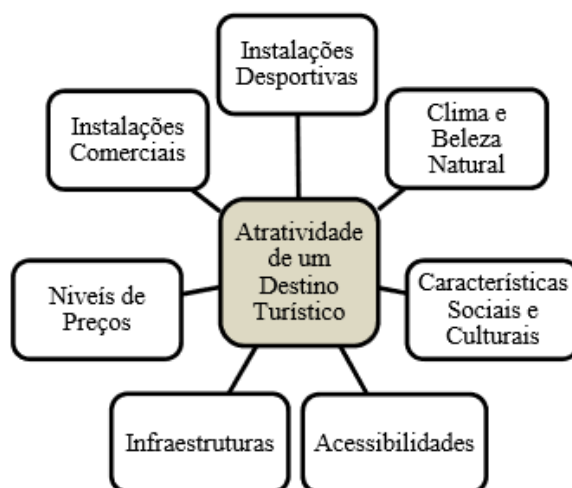 Instalações
Desportivas
Instalações
Comerciais
Clima e
Beleza
Natural
Atratividade
de um
Destino
Turístico
Nivéis de
Preços
Características
Sociais e
Culturais
Infraestruturas
Acessibilidades